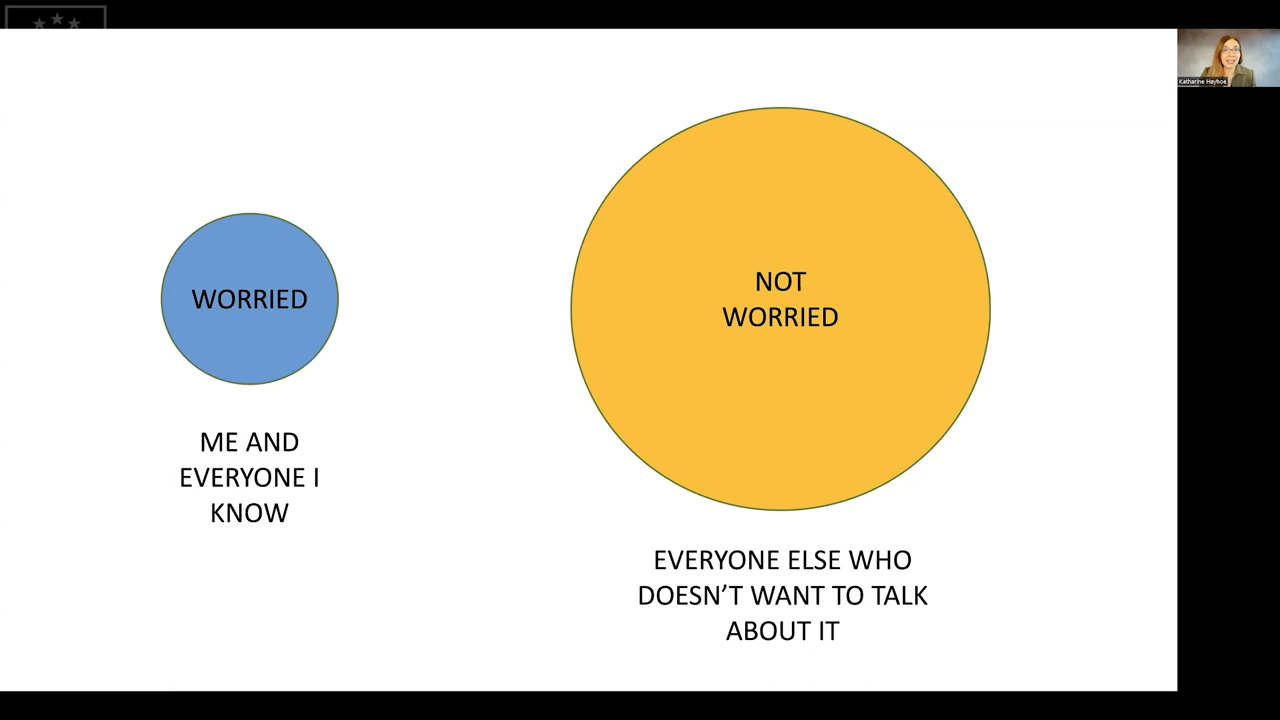 WORRIED
ME AND
EVERYONE I
KNOW
NOT
WORRIED
EVERYONE ELSE WHO
DOESN’T WANT TO TALK
ABOUT IT
Katharine Hayhoe